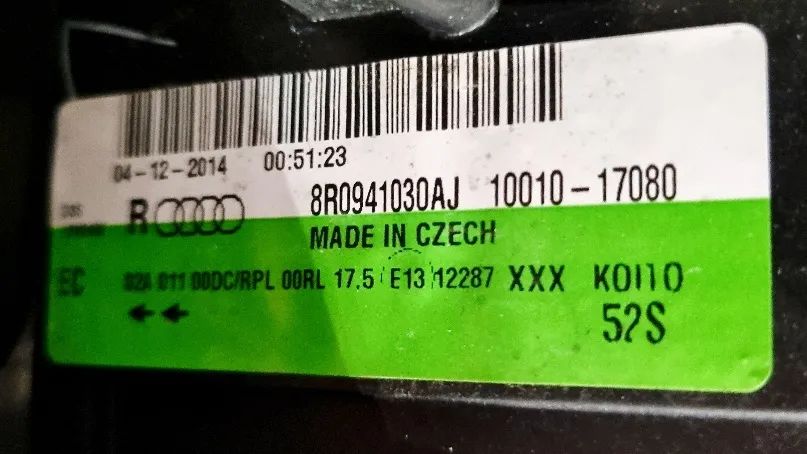 04-12-2014 00:51:23
R 8R0941030AJ 10010-17080
MADE IN CZECH
EC 02A 011 00DC/RPL 00RL 17.5 E13 12287 XXX KOI10
52S